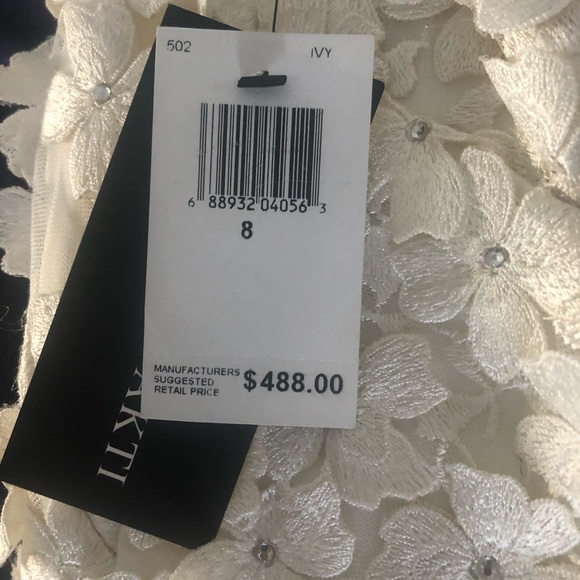 502 IVY
6 88932 04056 3
8
MANUFACTURERS
SUGGESTED
RETAIL PRICE $488.00